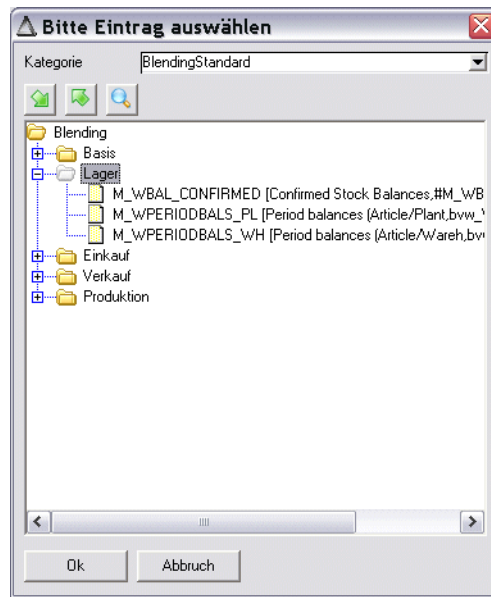 Bitte Eintrag auswählen
Kategorie BlendingStandard
Blending
Basis
Lager
M_WBAL_CONFIRMED [Confirmed Stock Balances,#M_WB
M_WPERIODBALS_PL [Period balances (Article/Plant,bvw_
M_WPERIODBALS_WH [Period balances (Article/Wareh,bv
Einkauf
Verkauf
Produktion
Ok Abbruch